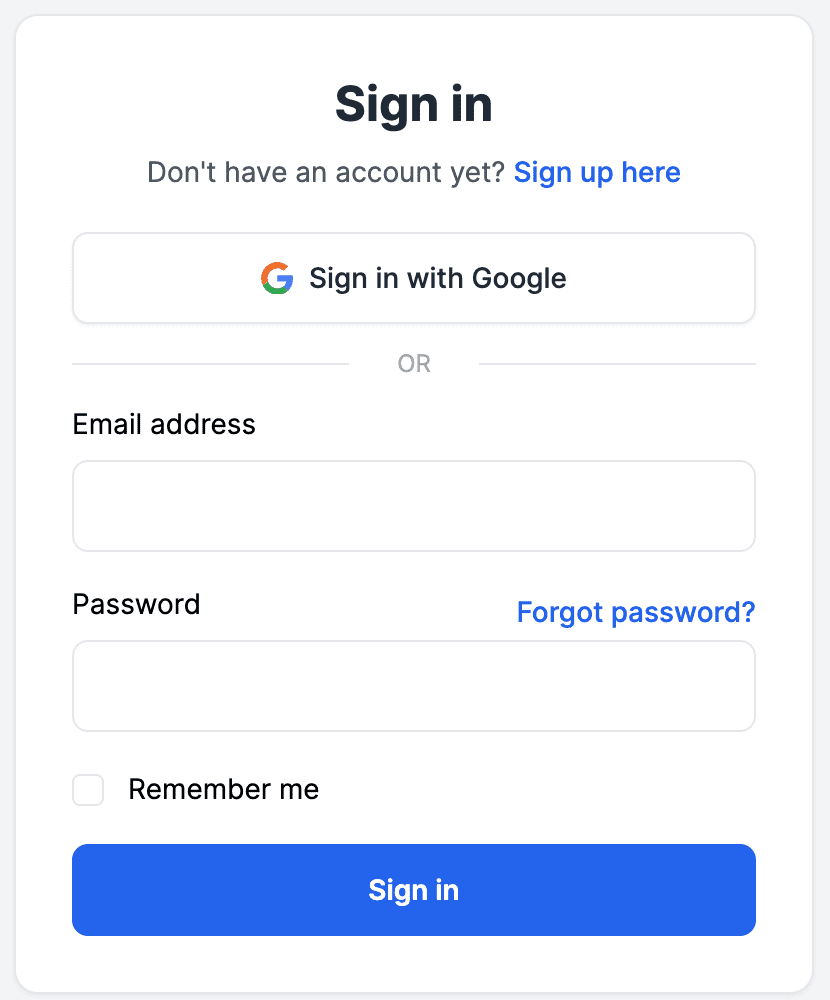 Sign in
Don't have an account yet? Sign up here
Sign in with Google
OR
Email address
Password
Forgot password?
Remember me
Sign in